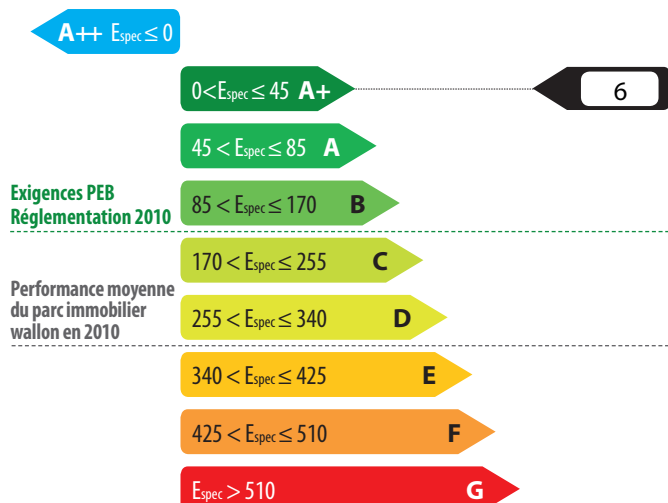 A++ Espec ≤ 0
0<Espec ≤ 45 A+
6
45 < Espec ≤ 85 A
Exigences PEB
Réglementation 2010
85 < Espec ≤ 170 B
170 < Espec ≤ 255 C
Performance moyenne
du parc immobilier
wallon en 2010
255 < Espec ≤ 340 D
340 < Espec ≤ 425 E
425 < Espec ≤ 510 F
Espec > 510 G